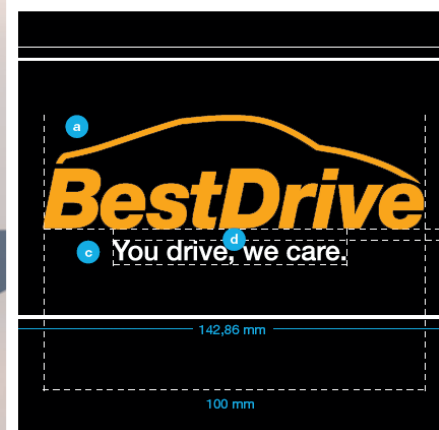 a
BestDrive
d
c
You drive, we care.
142,86 mm
100 mm